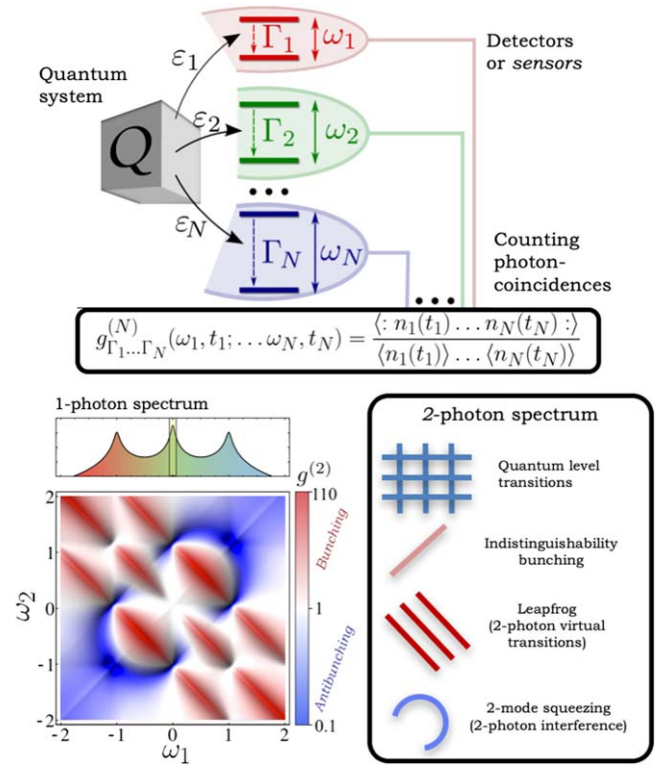 Quantum
system
Q
ε1
ε2
εN
Γ1
ω1
Γ2
ω2
ΓN
ωN
Detectors
or sensors
Counting
photon-
coincidences
g^{(N)}_{Γ1...ΓN}(ω1, t1; ... ωN, tN) = ⟨: n1(t1) ... nN(tN) :⟩ / ⟨n1(t1)⟩ ... ⟨nN(tN)⟩
1-photon spectrum
g(2)
110
1
0.1
Bunching
Antibunching
2
1
0
-1
-2
ω2
-2
-1
0
1
2
ω1
2-photon spectrum
Quantum level
transitions
Indistinguishability
bunching
Leapfrog
(2-photon virtual
transitions)
2-mode squeezing
(2-photon interference)